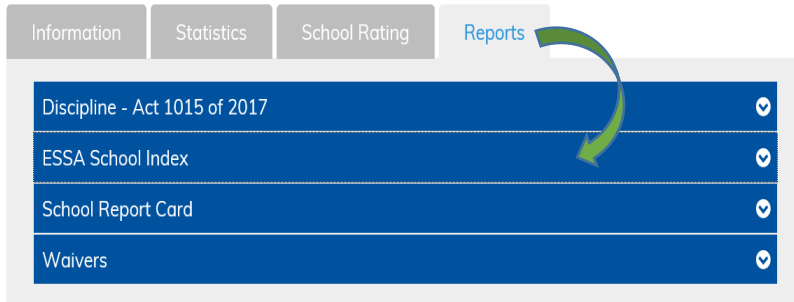 Information Statistics School Rating Reports
Discipline - Act 1015 of 2017
ESSA School Index
School Report Card
Waivers